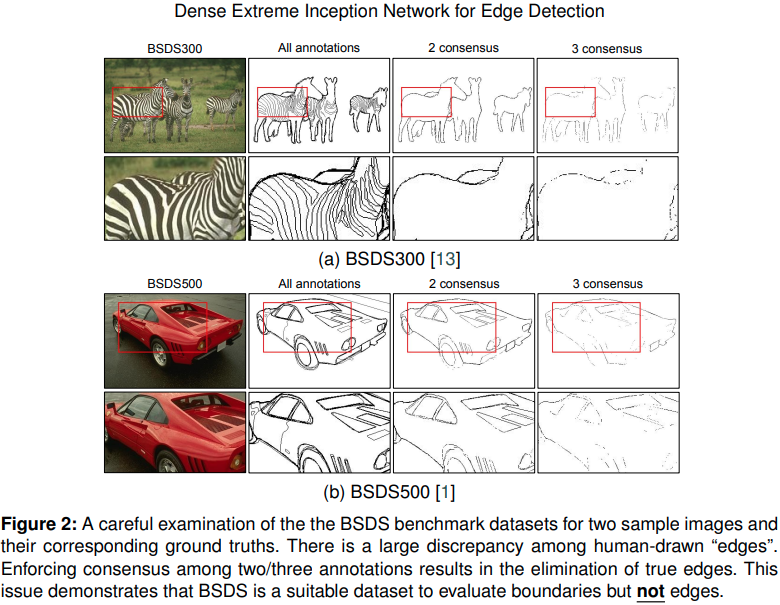 Dense Extreme Inception Network for Edge Detection
BSDS300 All annotations 2 consensus 3 consensus
(a) BSDS300 [13]
BSDS500 All annotations 2 consensus 3 consensus
(b) BSDS500 [1]
Figure 2: A careful examination of the the BSDS benchmark datasets for two sample images and
their corresponding ground truths. There is a large discrepancy among human-drawn “edges”.
Enforcing consensus among two/three annotations results in the elimination of true edges. This
issue demonstrates that BSDS is a suitable dataset to evaluate boundaries but not edges.